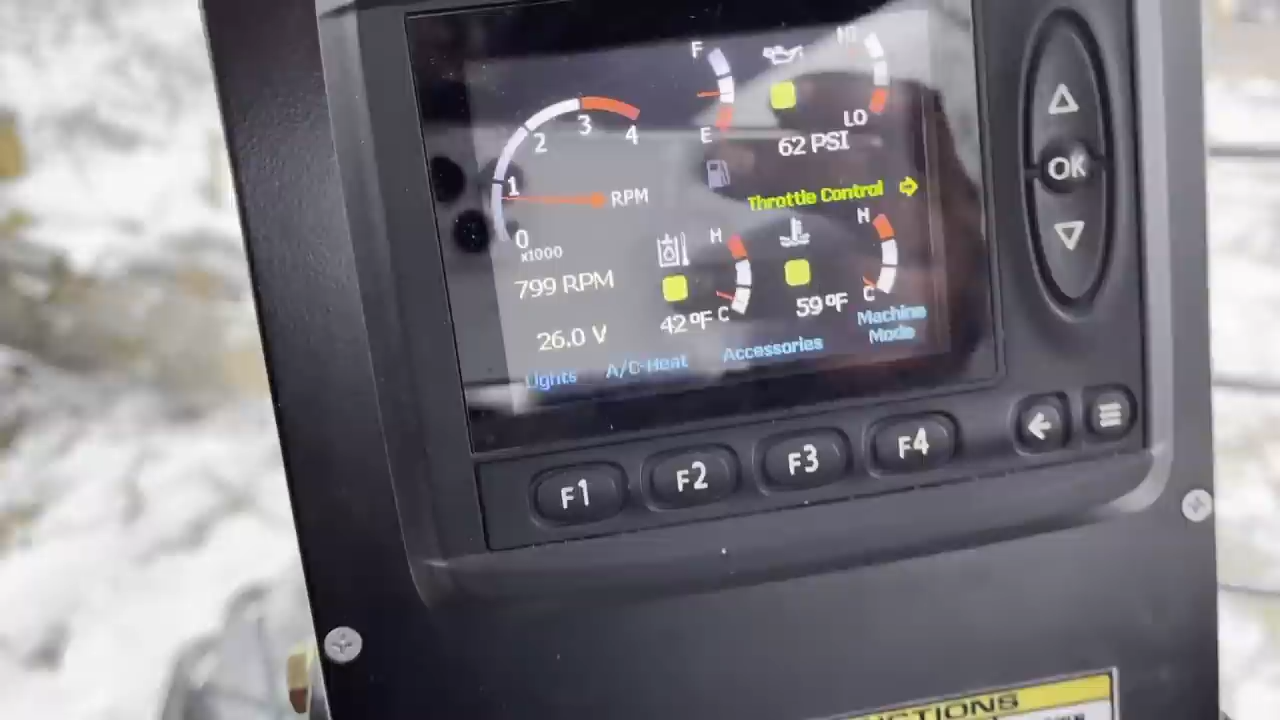 F
HI
E
LO
62 PSI
1
2
3
4
RPM
0
x1000
Throttle Control
H
H
799 RPM
42 ºF C
59 ºF
C
26.0 V
Lights
A/C-Heat
Accessories
Machine
Mode
OK
F1
F2
F3
F4
CTIONS